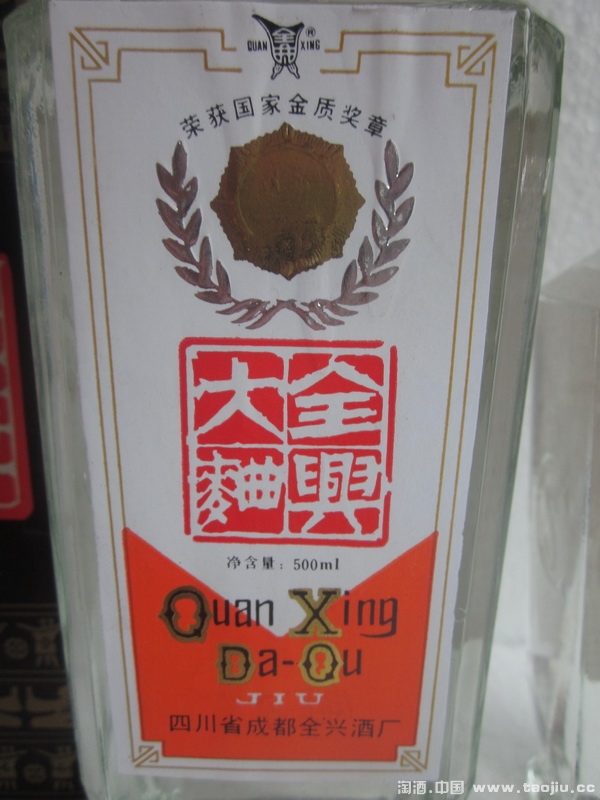 QUAN XING
荣获国家金质奖章
全興
大麯
净含量：500ml
Quan Xing
Da-Qu
JIU
四川省成都全兴酒厂
淘酒.中国 www.taojiu.cc